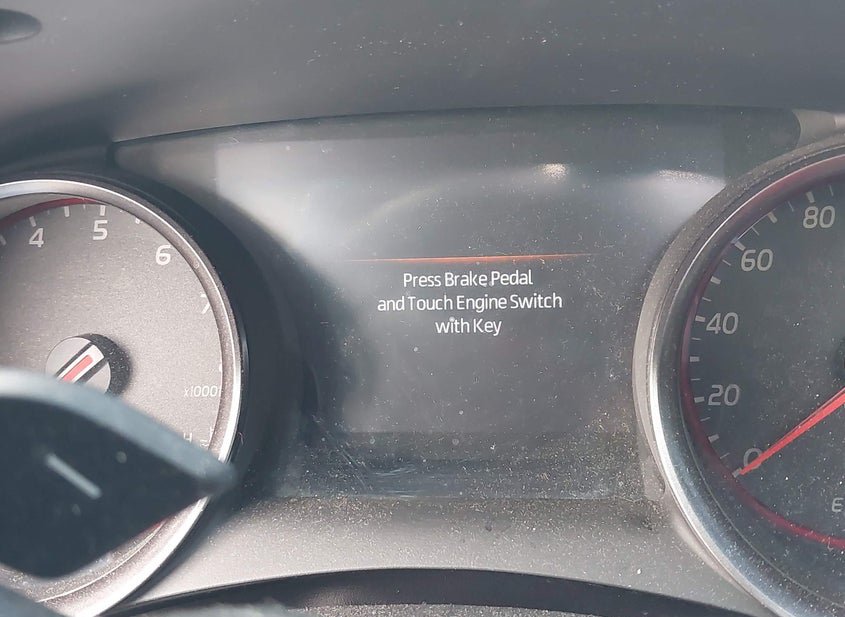 Press Brake Pedal
and Touch Engine Switch
with Key
4
5
6
7
x1000
H
80
60
40
20
0
E